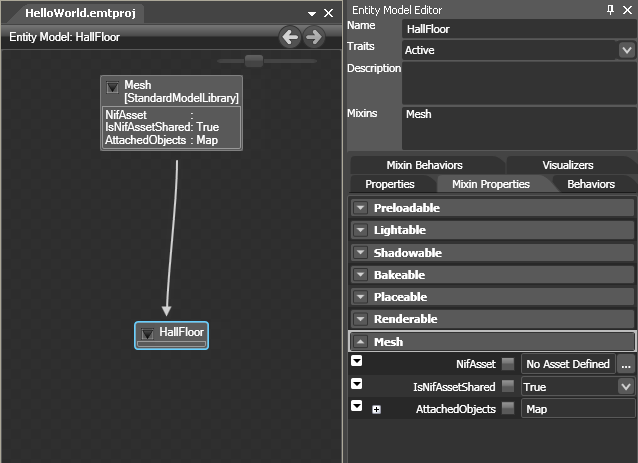 HelloWorld.emtproj
Entity Model: HallFloor
Mesh
[StandardModelLibrary]
NifAsset :
IsNifAssetShared: True
AttachedObjects : Map
HallFloor
Entity Model Editor
Name HallFloor
Traits Active
Description
Mixins Mesh
Mixin Behaviors Visualizers
Properties Mixin Properties Behaviors
Preloadable
Lightable
Shadowable
Bakeable
Placeable
Renderable
Mesh
NifAsset No Asset Defined ...
IsNifAssetShared True
AttachedObjects Map